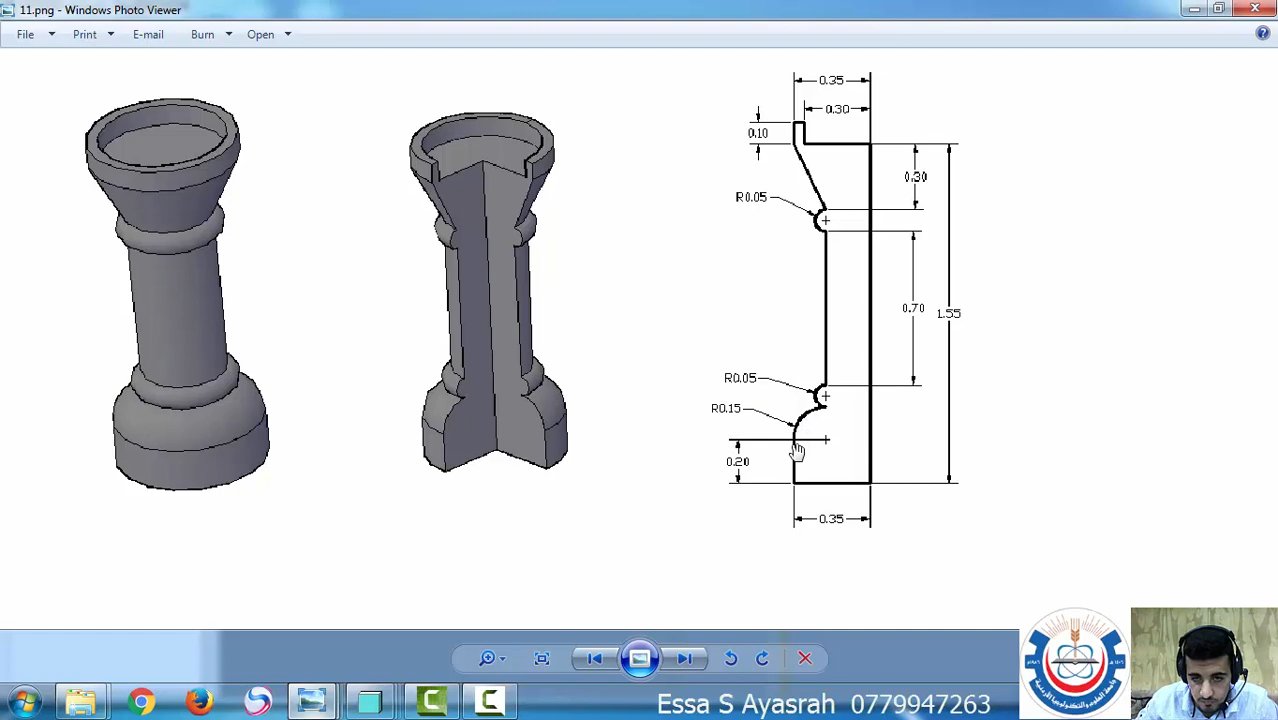 11.png - Windows Photo Viewer
File Print E-mail Burn Open
0.35
0.30
0.10
0.30
R0.05
0.70
1.55
R0.05
R0.15
0.20
0.35
Essa S Ayasrah 0779947263